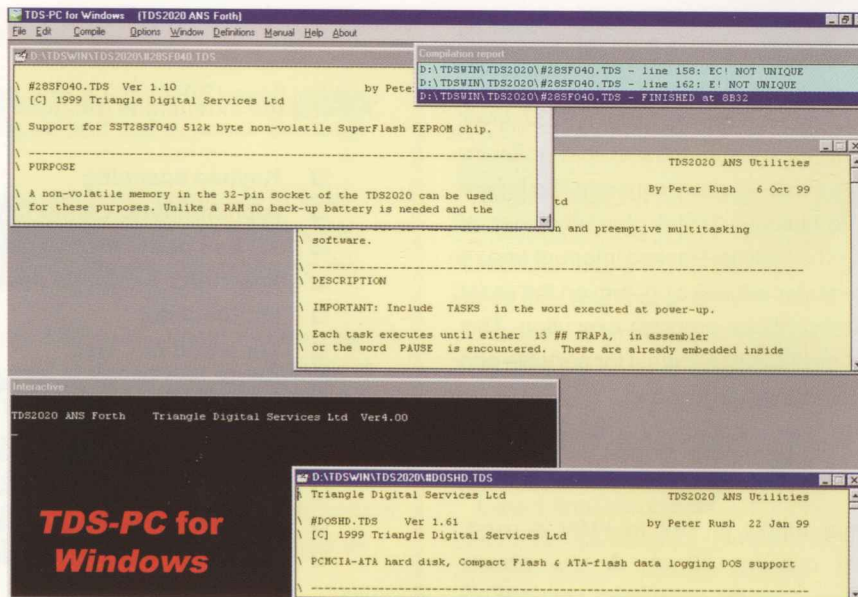 TDS-PC for Windows (TDS2020 ANS Forth)
File Edit Compile Options Window Definitions Manual Help About
D:\TDSWIN\TDS2020\#28SF040.TDS
\ #28SF040.TDS Ver 1.10 by Pete
\ [C] 1999 Triangle Digital Services Ltd
\ Support for SST28SF040 512k byte non-volatile SuperFlash EEPROM chip.
\ ------------------------------------------------------------------------
\ PURPOSE
\ A non-volatile memory in the 32-pin socket of the TDS2020 can be used
\ for these purposes. Unlike a RAM no back-up battery is needed and the
Compilation report
D:\TDSWIN\TDS2020\#28SF040.TDS - line 158: EC! NOT UNIQUE
D:\TDSWIN\TDS2020\#28SF040.TDS - line 162: E! NOT UNIQUE
D:\TDSWIN\TDS2020\#28SF040.TDS - FINISHED at 8B32
TDS2020 ANS Utilities
By Peter Rush 6 Oct 99
td
on and preemptive multitasking
\ software.
\ ------------------------------------------------------------------------
\ DESCRIPTION
\ IMPORTANT: Include TASKS in the word executed at power-up.
\ Each task executes until either 13 ## TRAPA, in assembler
\ or the word PAUSE is encountered. These are already embedded inside
Interactive
TDS2020 ANS Forth Triangle Digital Services Ltd Ver4.00
TDS-PC for
Windows
D:\TDSWIN\TDS2020\#DOSHD.TDS
\ Triangle Digital Services Ltd TDS2020 ANS Utilities
\ #DOSHD.TDS Ver 1.61 by Peter Rush 22 Jan 99
\ [C] 1999 Triangle Digital Services Ltd
\ PCMCIA-ATA hard disk, Compact Flash & ATA-flash data logging DOS support
\ ------------------------------------------------------------------------